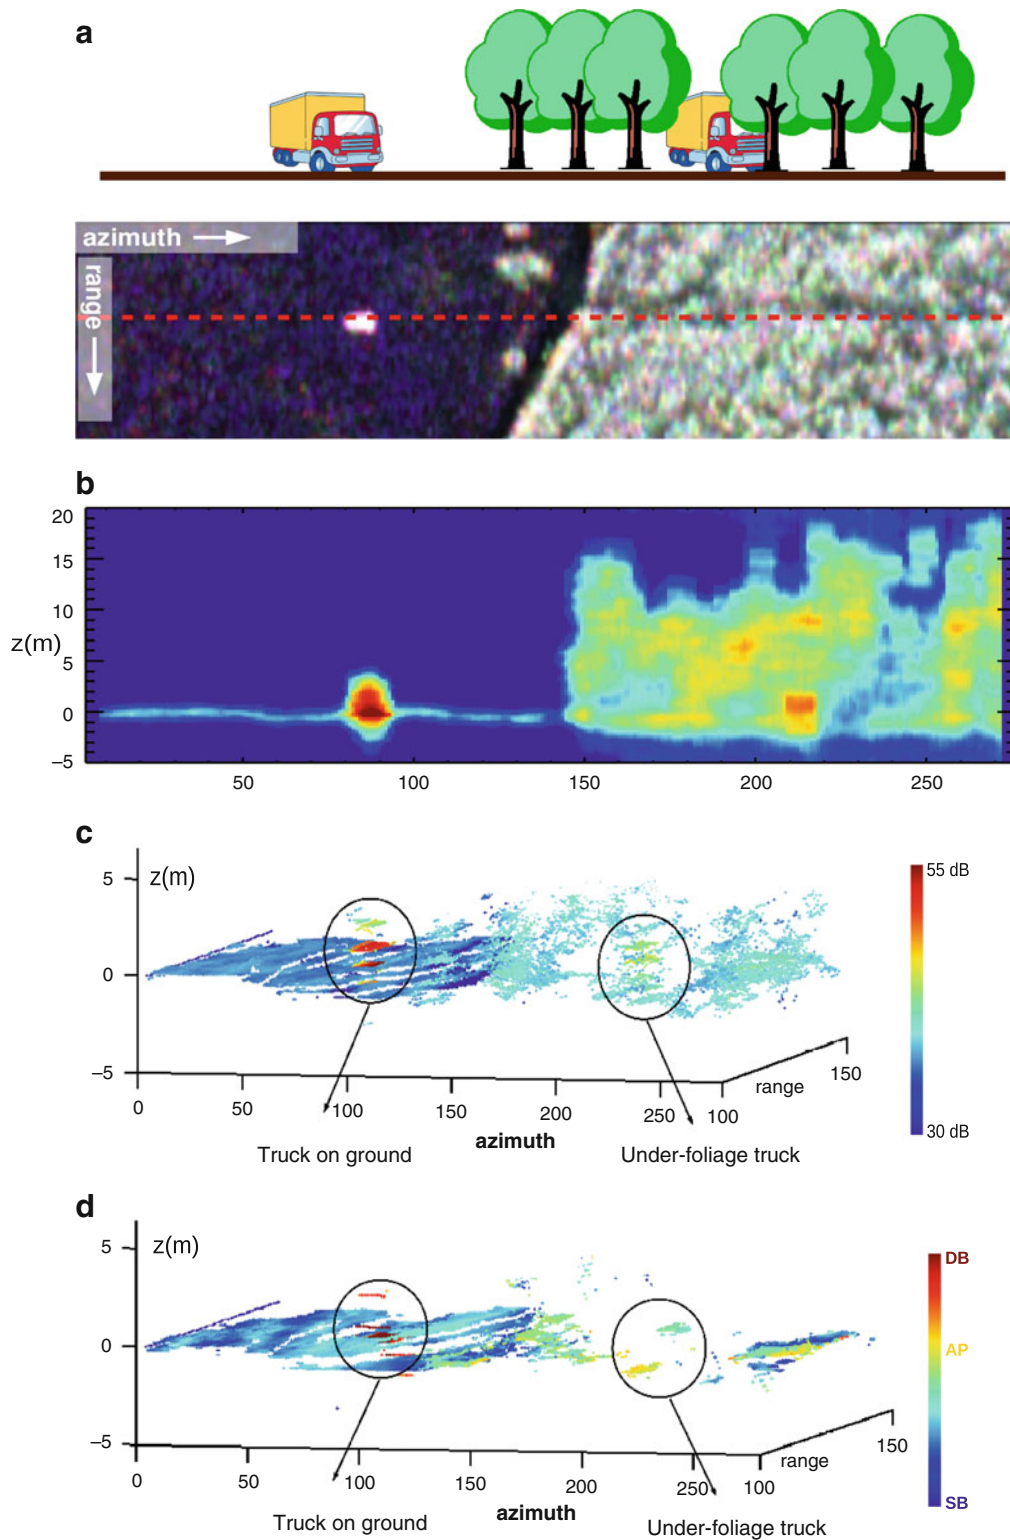 a
azimuth
range
b
20
15
10
z(m)
5
0
–5
50 100 150 200 250
c
5 z(m)
55 dB
0
–5
150
range
0 50 100 150 200 250 100
30 dB
azimuth
Truck on ground Under-foliage truck
d
5 z(m)
DB
0
AP
–5
150
range
0 50 100 150 200 250 100
SB
azimuth
Truck on ground Under-foliage truck